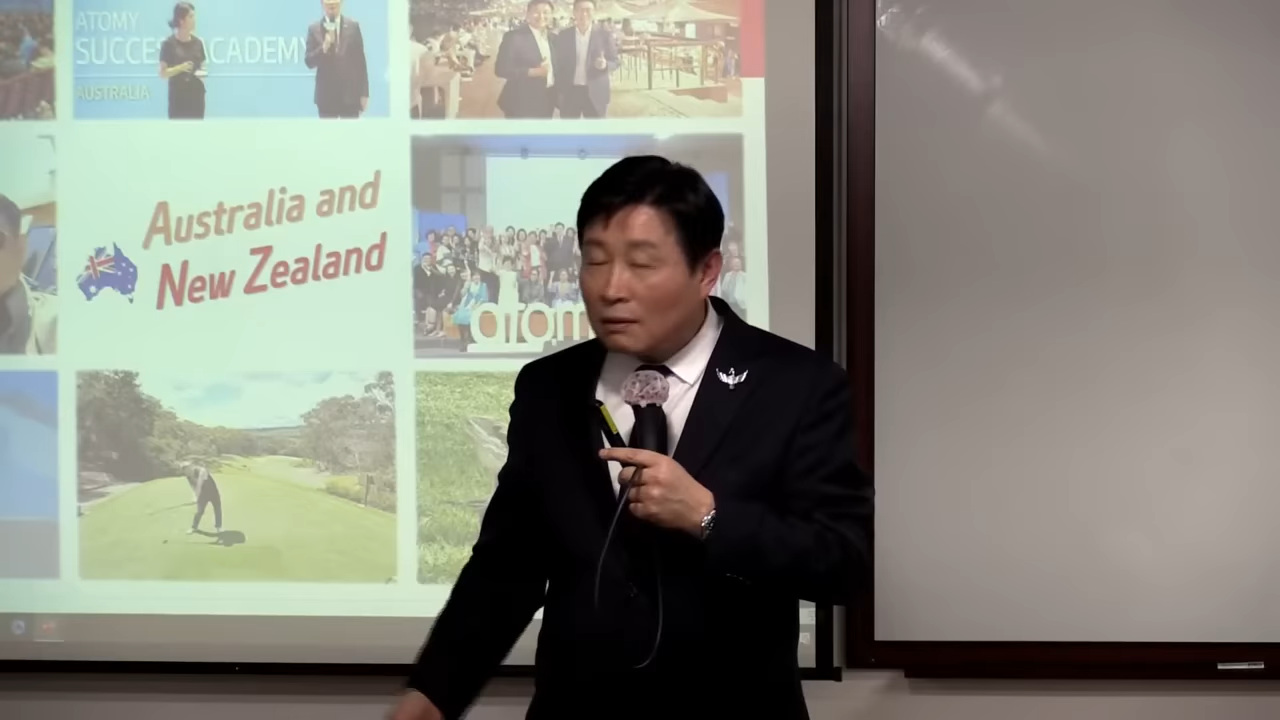 ATOMY
SUCCESS ACADEMY
AUSTRALIA
Australia and
New Zealand
atom